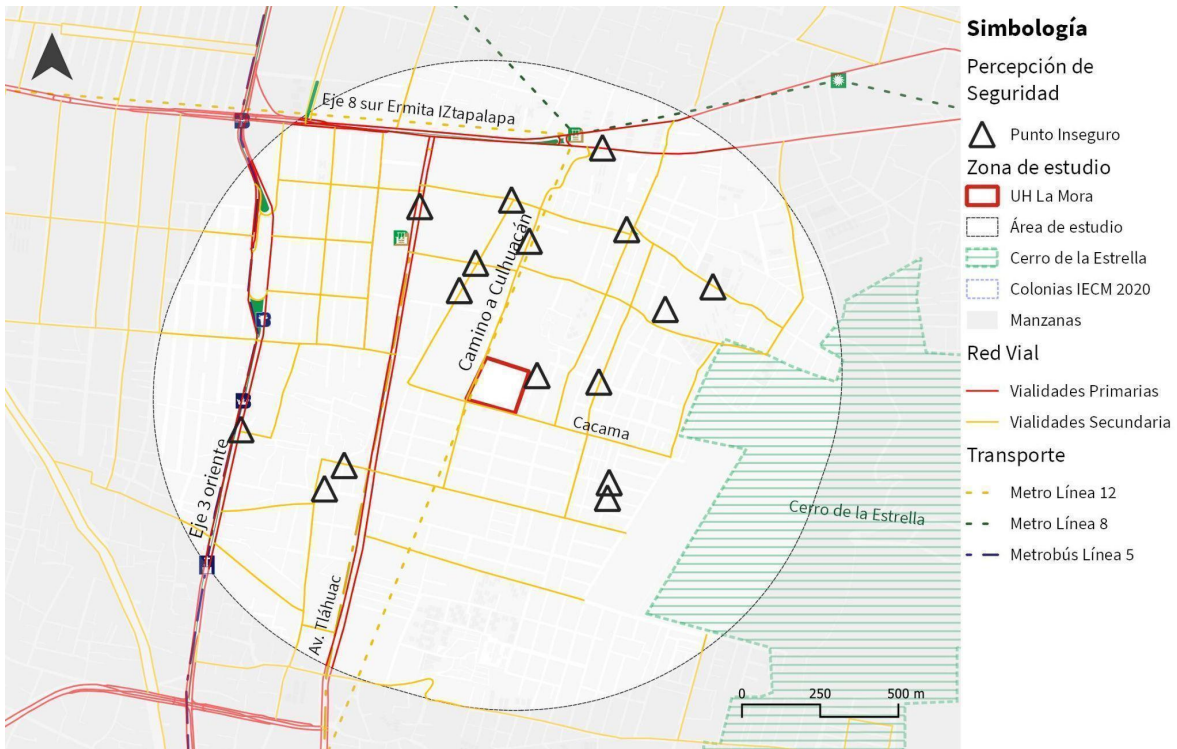 Eje 8 sur Ermita IZtapalapa
Camino a Culhuacán
Cacama
Eje 3 oriente
Av. Tláhuac
Cerro de la Estrella
0 250 500 m
Simbología
Percepción de
Seguridad
Punto Inseguro
Zona de estudio
UH La Mora
Área de estudio
Cerro de la Estrella
Colonias IECM 2020
Manzanas
Red Vial
Vialidades Primarias
Vialidades Secundaria
Transporte
Metro Línea 12
Metro Línea 8
Metrobús Línea 5